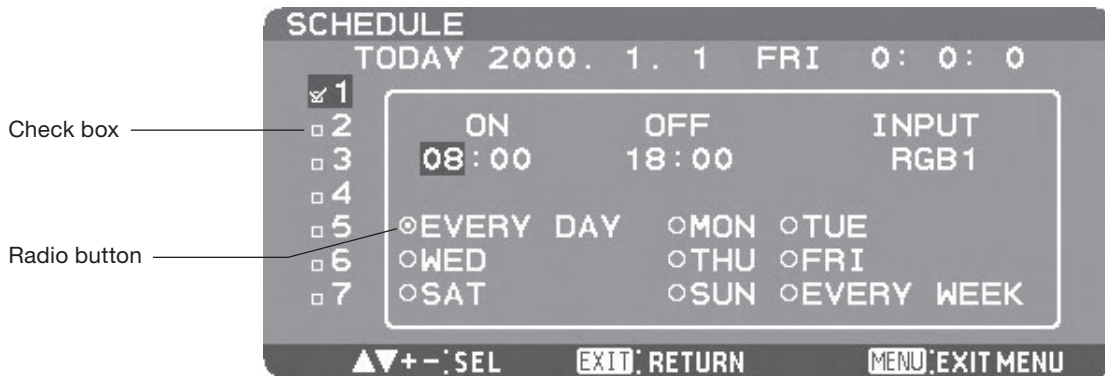 SCHEDULE
TODAY 2000. 1. 1 FRI 0: 0: 0
1
Check box
2 ON OFF INPUT
3 08:00 18:00 RGB1
4
5 EVERY DAY MON TUE
Radio button
6 WED THU FRI
7 SAT SUN EVERY WEEK
▲▼+-:SEL EXIT: RETURN MENU:EXIT MENU